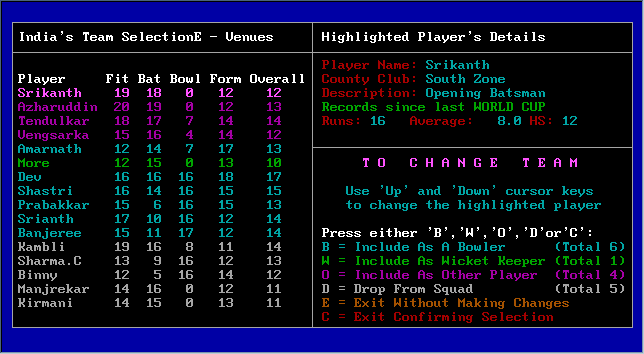 India's Team SelectionE - Venues
Player Fit Bat Bowl Form Overall
Srikanth 19 18 0 12 12
Azharuddin 20 19 0 12 13
Tendulkar 18 17 7 14 14
Vengsarka 15 16 4 14 12
Amarnath 12 14 7 17 13
More 12 15 0 13 10
Dev 16 16 16 18 17
Shastri 16 14 16 15 15
Prabakkar 15 6 16 15 13
Srianth 17 10 16 12 14
Banjeree 15 11 17 12 14
Kambli 19 16 8 11 14
Sharma.C 13 9 16 12 13
Binny 12 5 16 14 12
Manjrekar 14 16 0 12 11
Kirmani 14 15 0 13 11
Highlighted Player's Details
Player Name: Srikanth
County Club: South Zone
Description: Opening Batsman
Records since last WORLD CUP
Runs: 16 Average: 8.0 HS: 12
TO CHANGE TEAM
Use 'Up' and 'Down' cursor keys
to change the highlighted player
Press either 'B','W','O','D'or'C':
B = Include As A Bowler (Total 6)
W = Include As Wicket Keeper (Total 1)
O = Include As Other Player (Total 4)
D = Drop From Squad (Total 5)
E = Exit Without Making Changes
C = Exit Confirming Selection